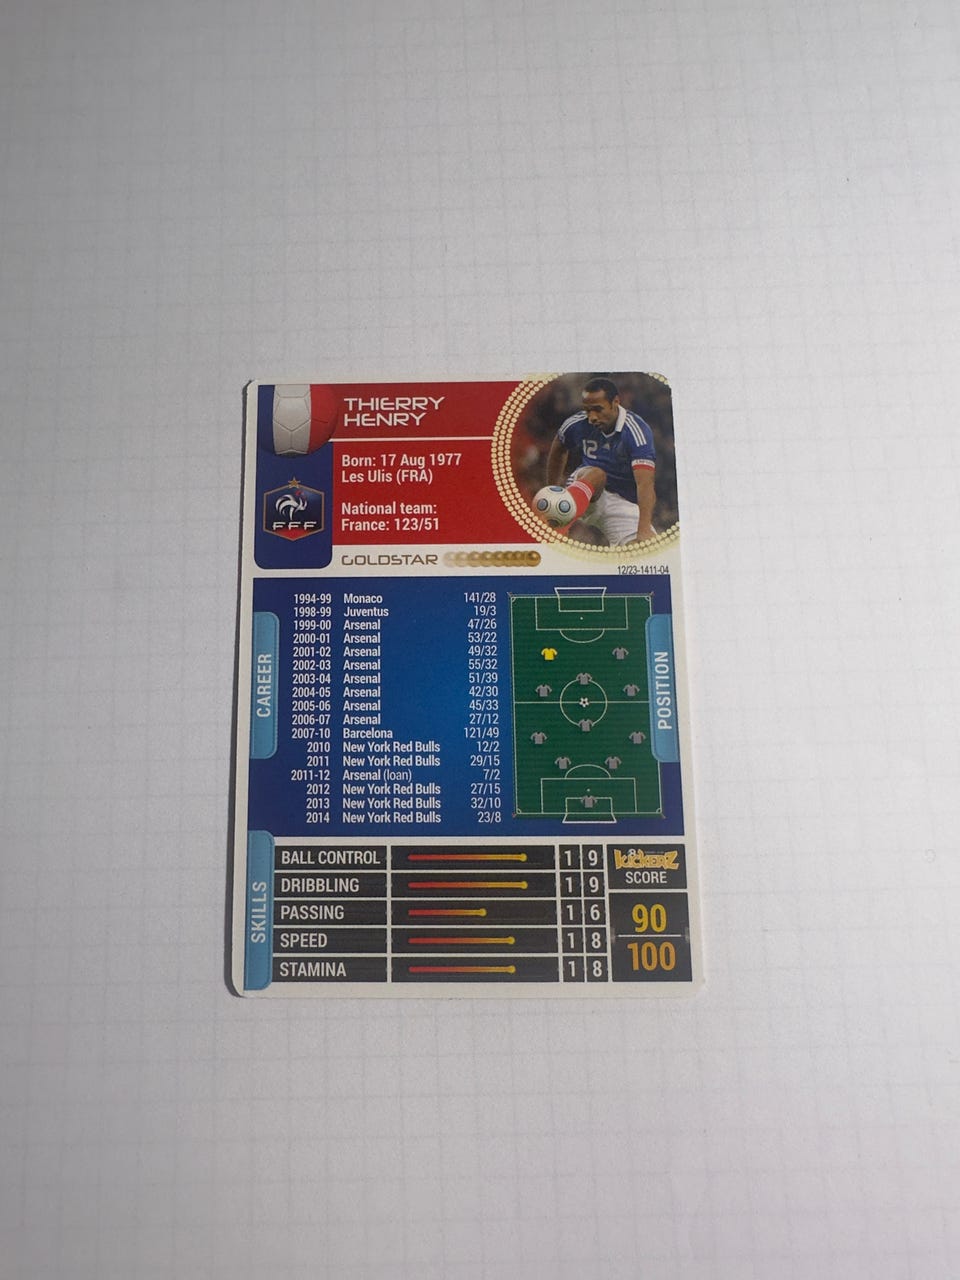 THIERRY
HENRY
Born: 17 Aug 1977
Les Ulis (FRA)
National team:
France: 123/51
FFF
12
GOLDSTAR
12/23-1411-04
CAREER
1994-99 Monaco 141/28
1998-99 Juventus 19/3
1999-00 Arsenal 47/26
2000-01 Arsenal 53/22
2001-02 Arsenal 49/32
2002-03 Arsenal 55/32
2003-04 Arsenal 51/39
2004-05 Arsenal 42/30
2005-06 Arsenal 45/33
2006-07 Arsenal 27/12
2007-10 Barcelona 121/49
2010 New York Red Bulls 12/2
2011 New York Red Bulls 29/15
2011-12 Arsenal (loan) 7/2
2012 New York Red Bulls 27/15
2013 New York Red Bulls 32/10
2014 New York Red Bulls 23/8
POSITION
SKILLS
BALL CONTROL 1 9
DRIBBLING 1 9
PASSING 1 6
SPEED 1 8
STAMINA 1 8
KICKERZ
SCORE
90
100